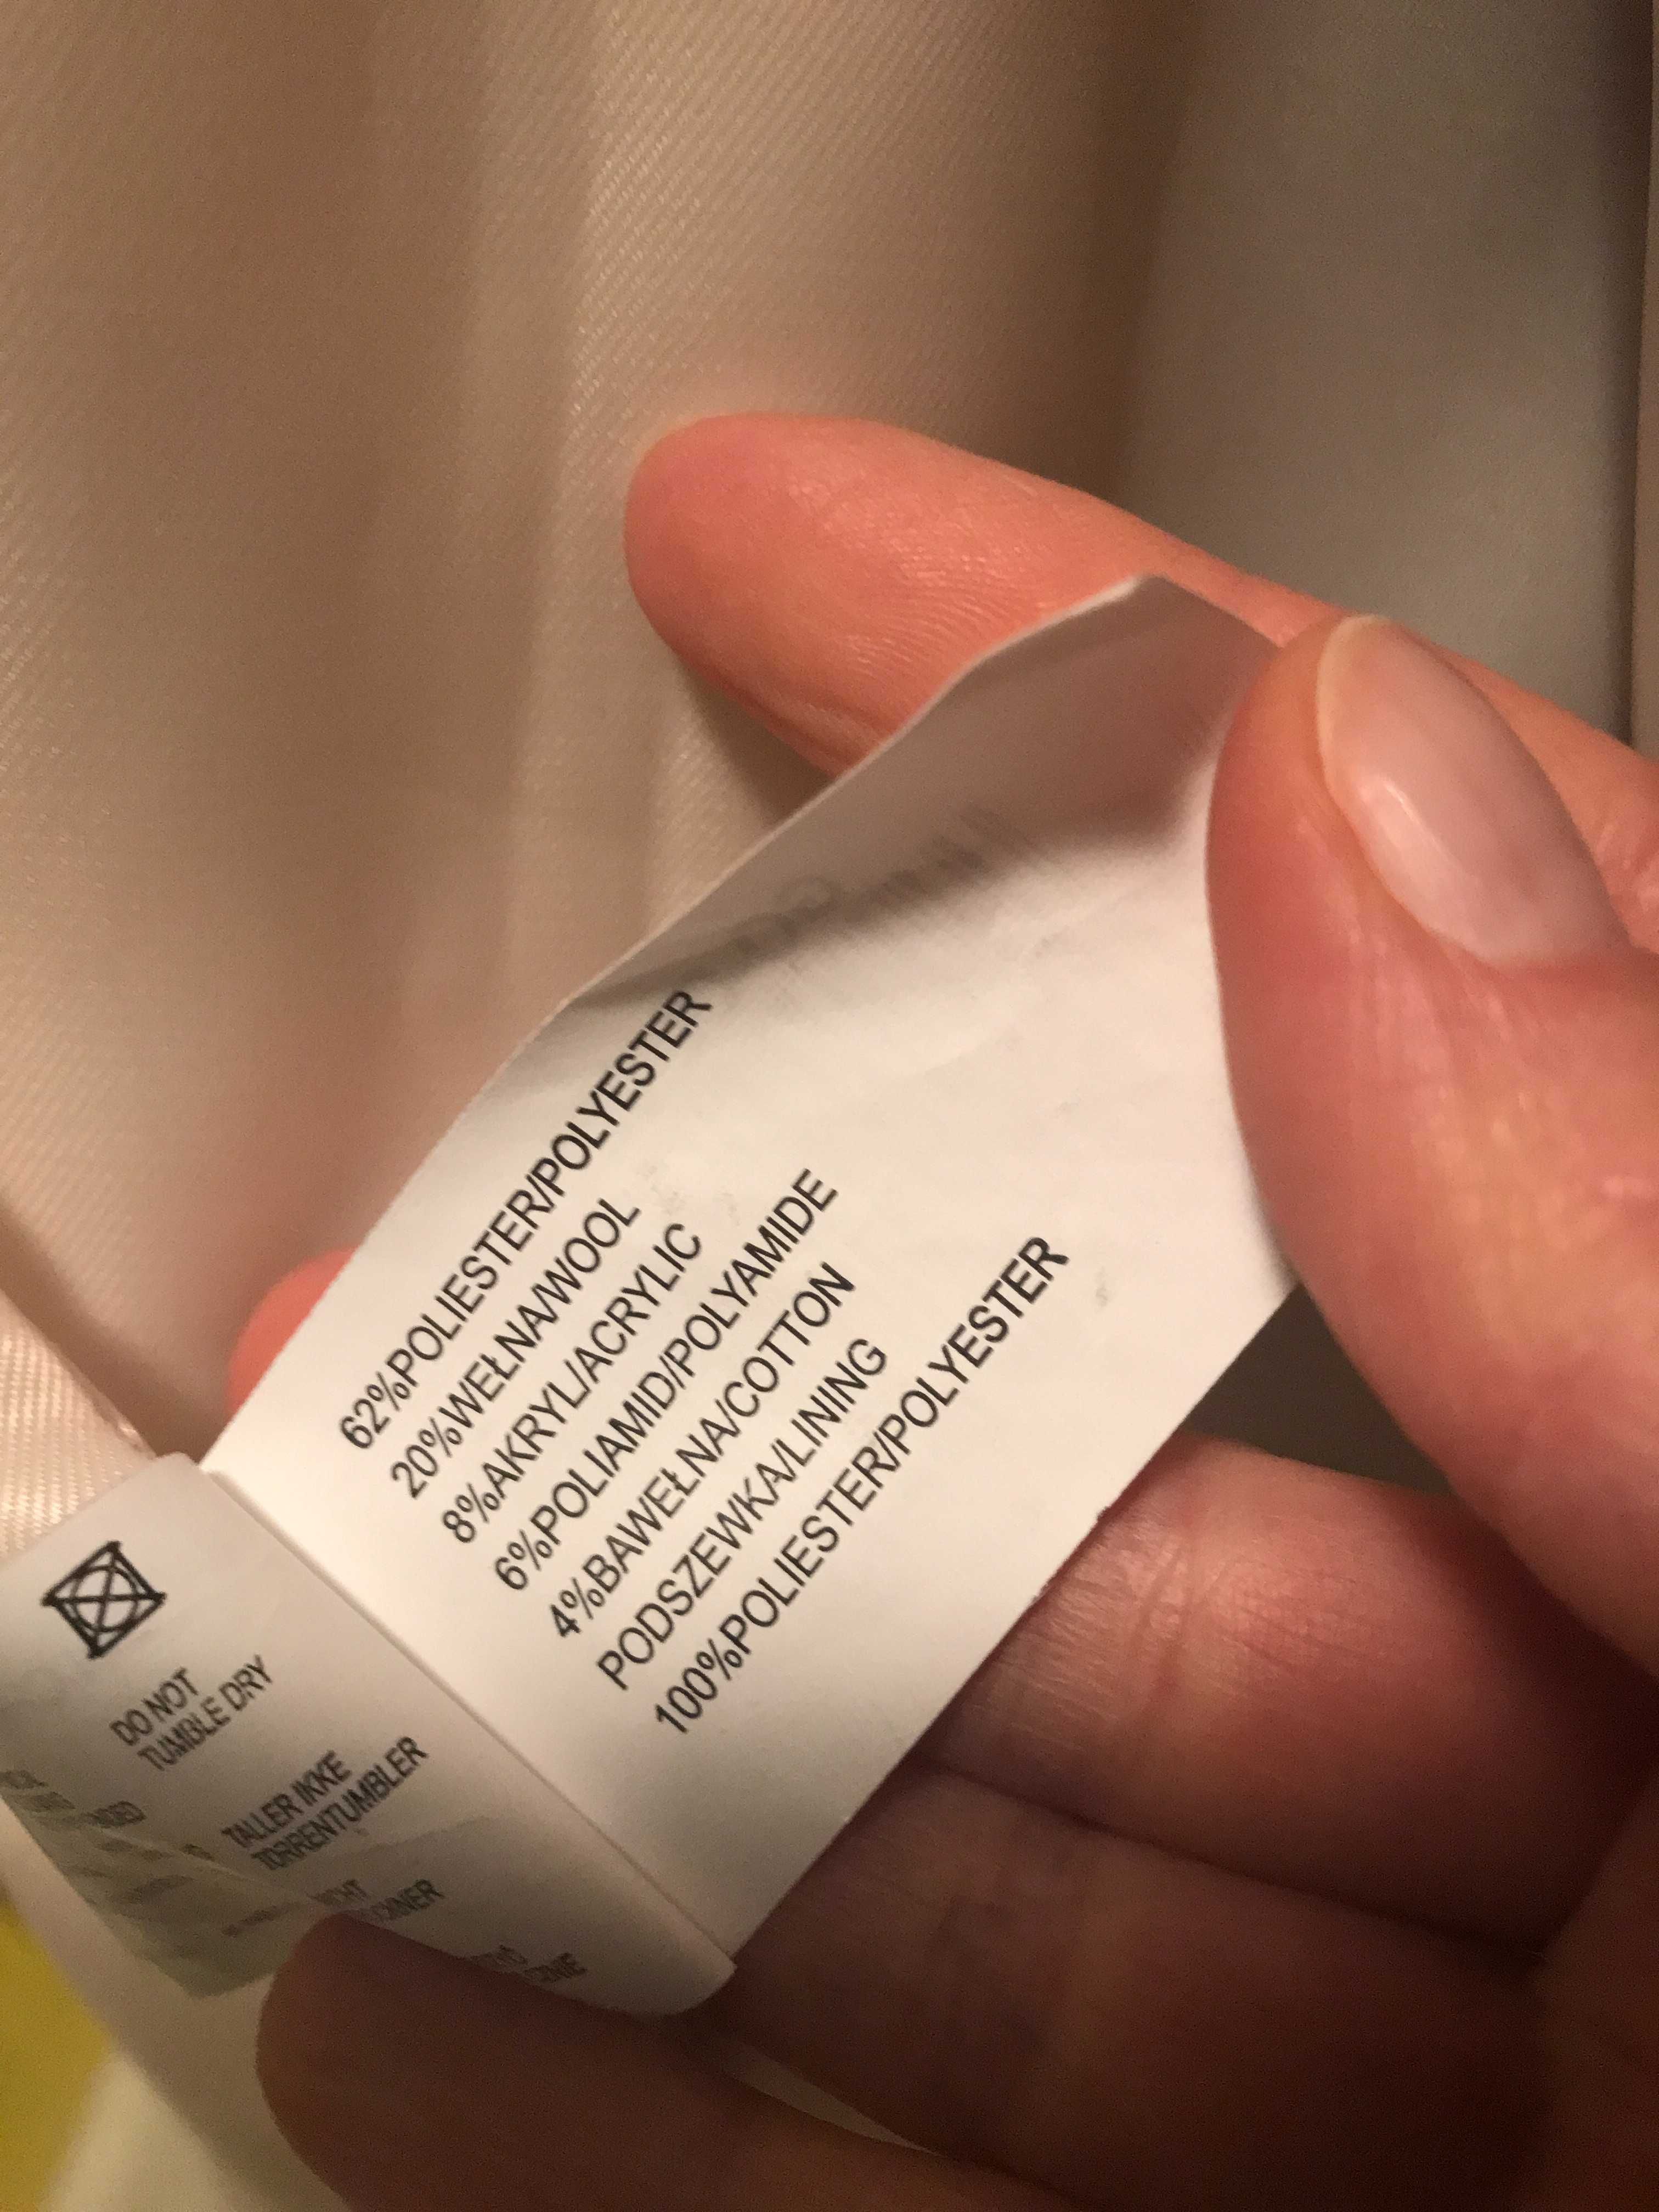 62%POLIESTER/POLYESTER
20%WEŁNA/WOOL
8%AKRYL/ACRYLIC
6%POLIAMID/POLYAMIDE
4%BAWEŁNA/COTTON
PODSZEWKA/LINING
100%POLIESTER/POLYESTER
DO NOT
TUMBLE DRY
TALLER IKKE
TORRENTUMBLER